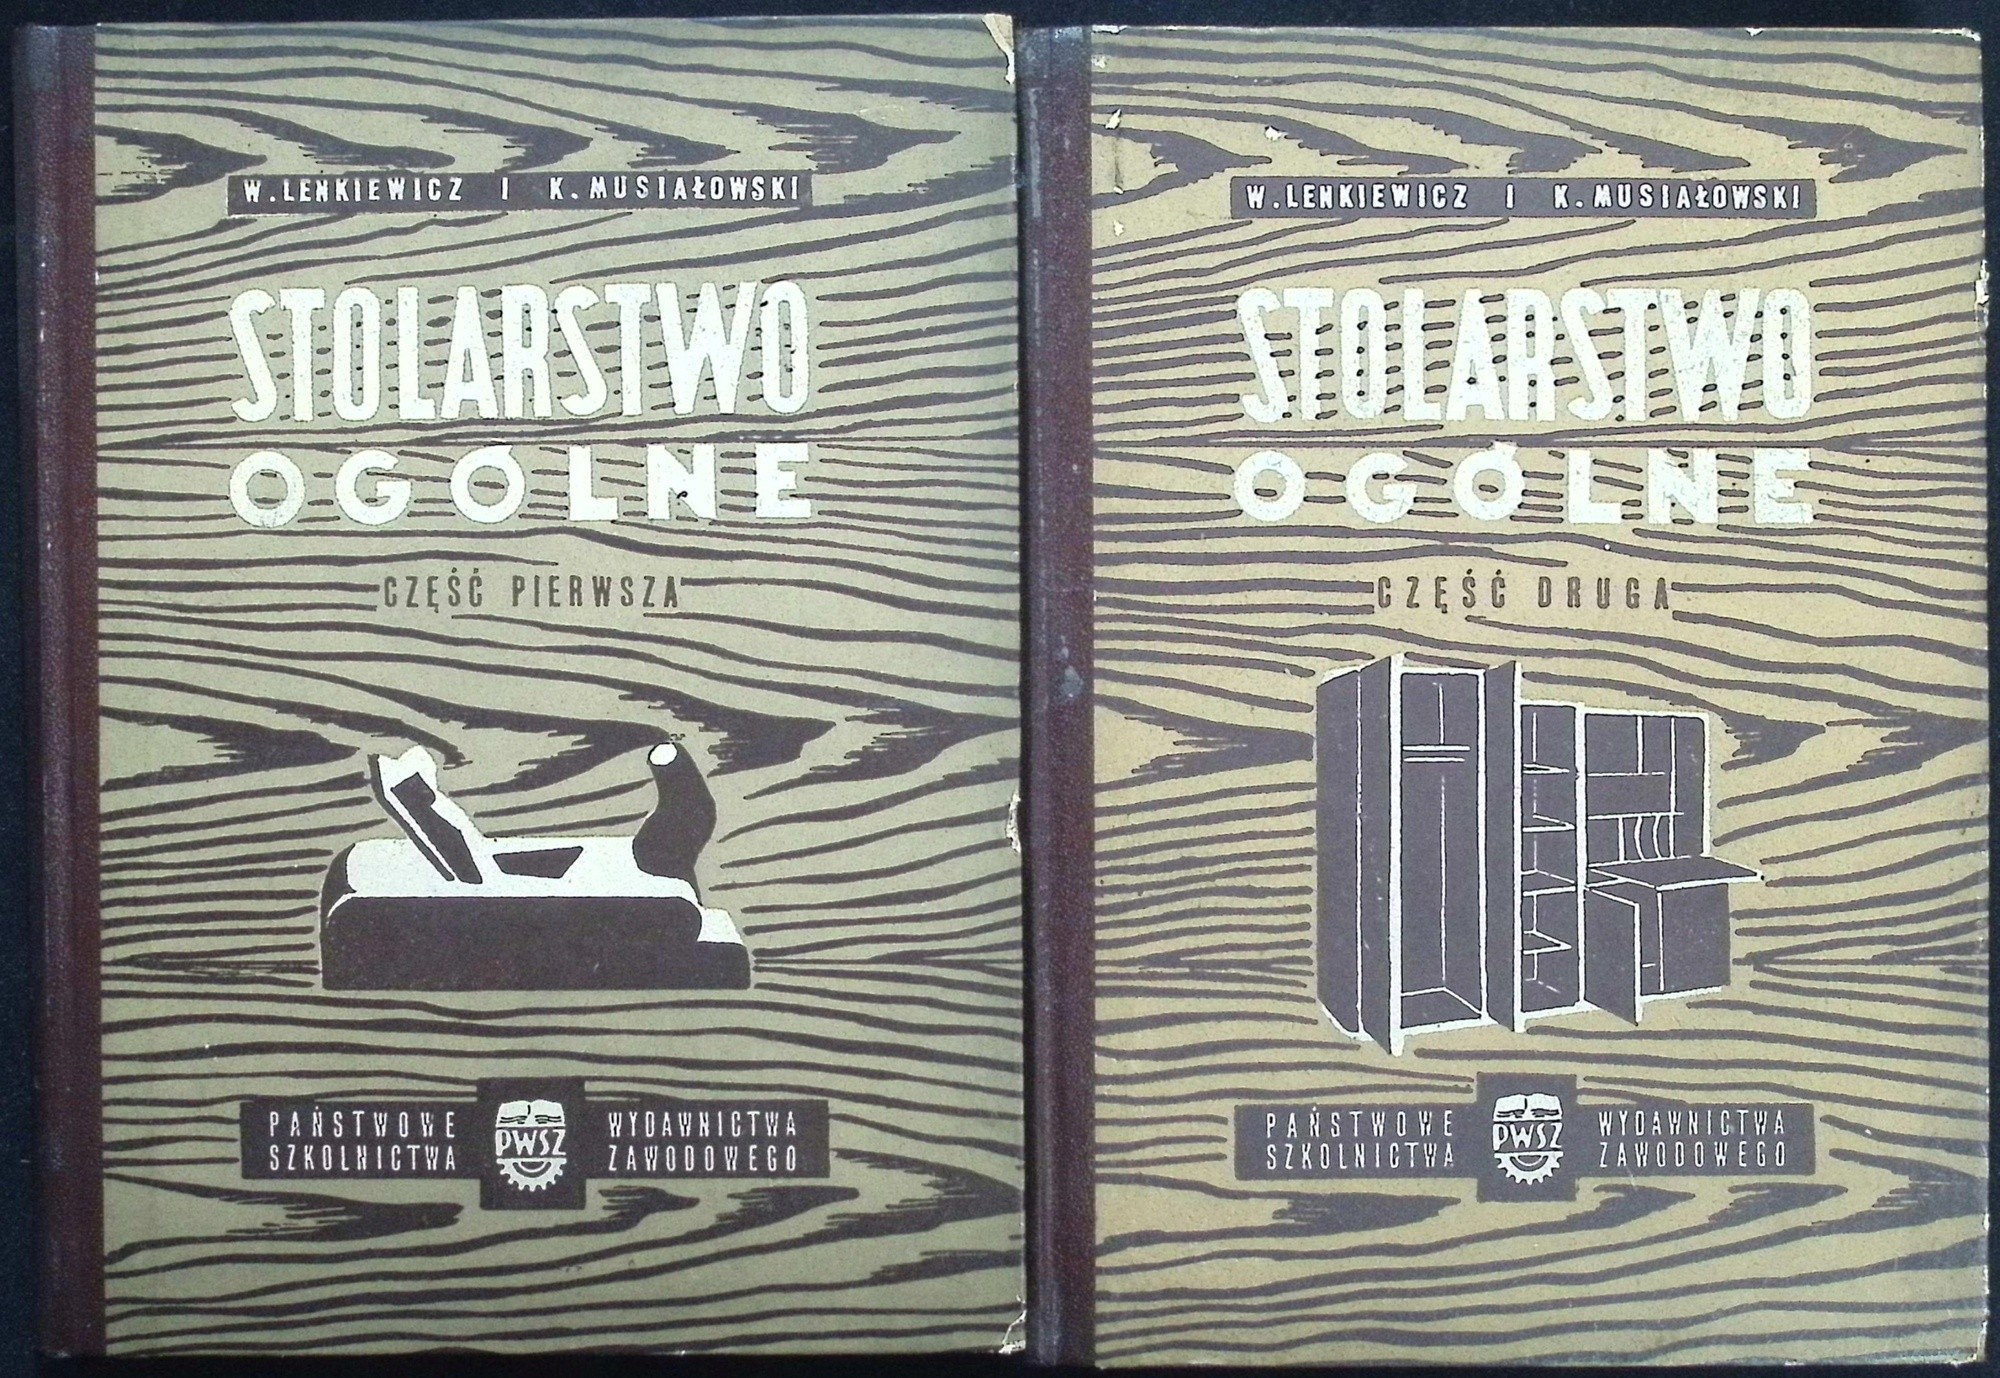 W. LENKIEWICZ I K. MUSIAŁOWSKI
STOLARSTWO
OGÓLNE
CZĘŚĆ PIERWSZA
PAŃSTWOWE
SZKOLNICTWA
PWSZ
WYDAWNICTWA
ZAWODOWEGO
W. LENKIEWICZ I K. MUSIAŁOWSKI
STOLARSTWO
OGÓLNE
CZĘŚĆ DRUGA
PAŃSTWOWE
SZKOLNICTWA
PWSZ
WYDAWNICTWA
ZAWODOWEGO